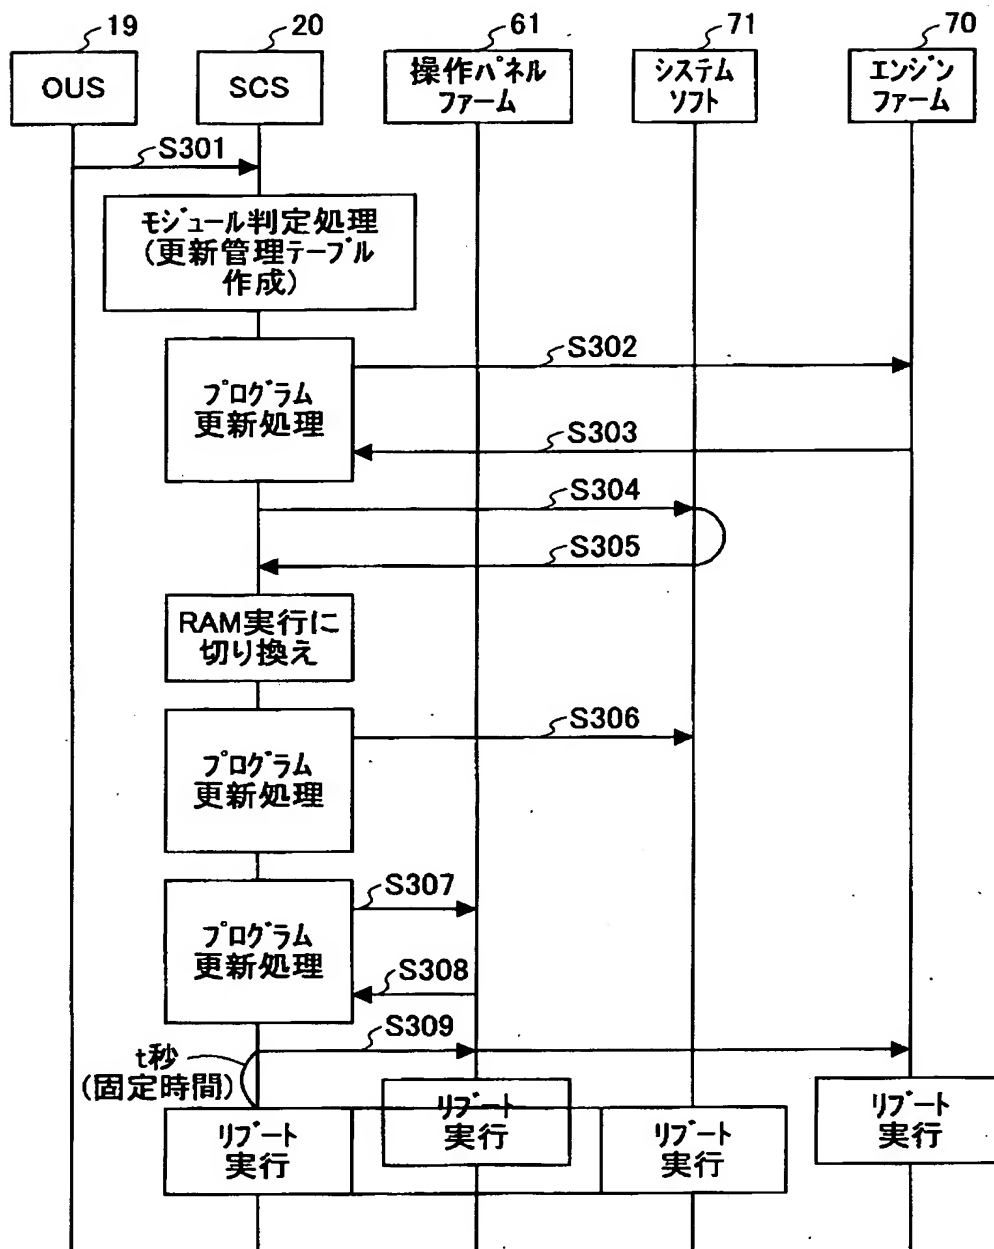 19
20
61
71
70
OUS
SCS
操作パネル
ファーム
システム
ソフト
エンジン
ファーム
S301
モジュール判定処理
(更新管理テーブル
作成)
S302
プログラム
更新処理
S303
S304
S305
RAM実行に
切り換え
S306
プログラム
更新処理
S307
プログラム
更新処理
S308
S309
t秒
(固定時間)
リブート
実行
リブート
実行
リブート
実行
リブート
実行